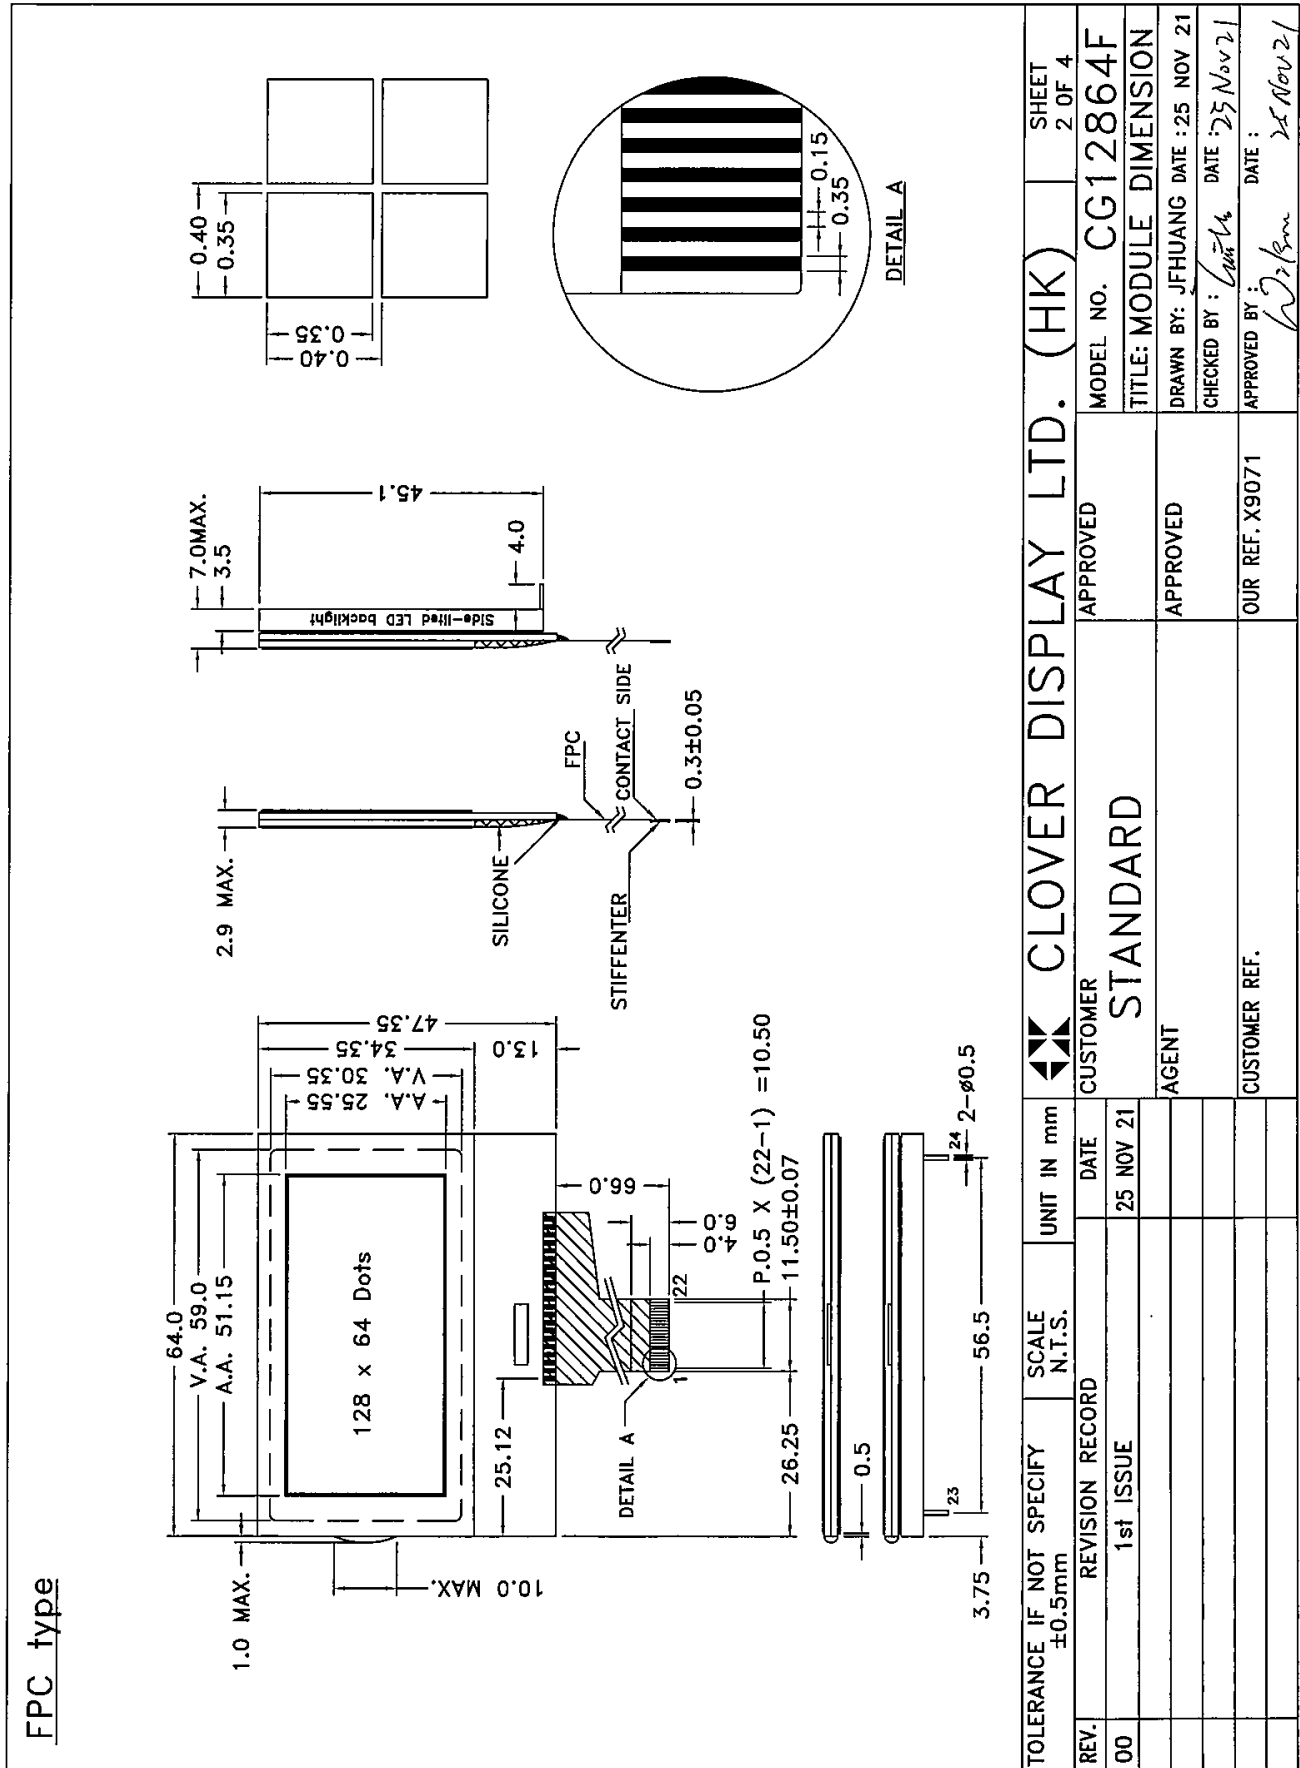 FPC type
1.0 MAX.
10.0 MAX.
64.0
V.A. 59.0
A.A. 51.15
128 x 64 Dots
A.A. 25.55
V.A. 30.35
34.35
47.35
13.0
25.12
66.0
6.0
4.0
DETAIL A
1
22
P.0.5 X (22-1) =10.50
11.50±0.07
26.25
0.5
56.5
3.75
23
24
2-ø0.5
2.9 MAX.
SILICONE
FPC
STIFFENTER
CONTACT SIDE
0.3±0.05
7.0MAX.
3.5
45.1
4.0
Side-lited LED backlight
0.40
0.35
0.35
0.40
0.15
0.35
DETAIL A
TOLERANCE IF NOT SPECIFY
±0.5mm
SCALE
N.T.S.
UNIT IN mm
CLOVER DISPLAY LTD. (HK)
SHEET
2 OF 4
REV.
REVISION RECORD
DATE
00
1st ISSUE
25 NOV 21
CUSTOMER
STANDARD
AGENT
CUSTOMER REF.
APPROVED
APPROVED
OUR REF. X9071
MODEL NO. CG12864F
TITLE: MODULE DIMENSION
DRAWN BY: JFHUANG DATE : 25 NOV 21
CHECKED BY : DATE : 25 Nov 21
APPROVED BY : DATE :
25 Nov 21